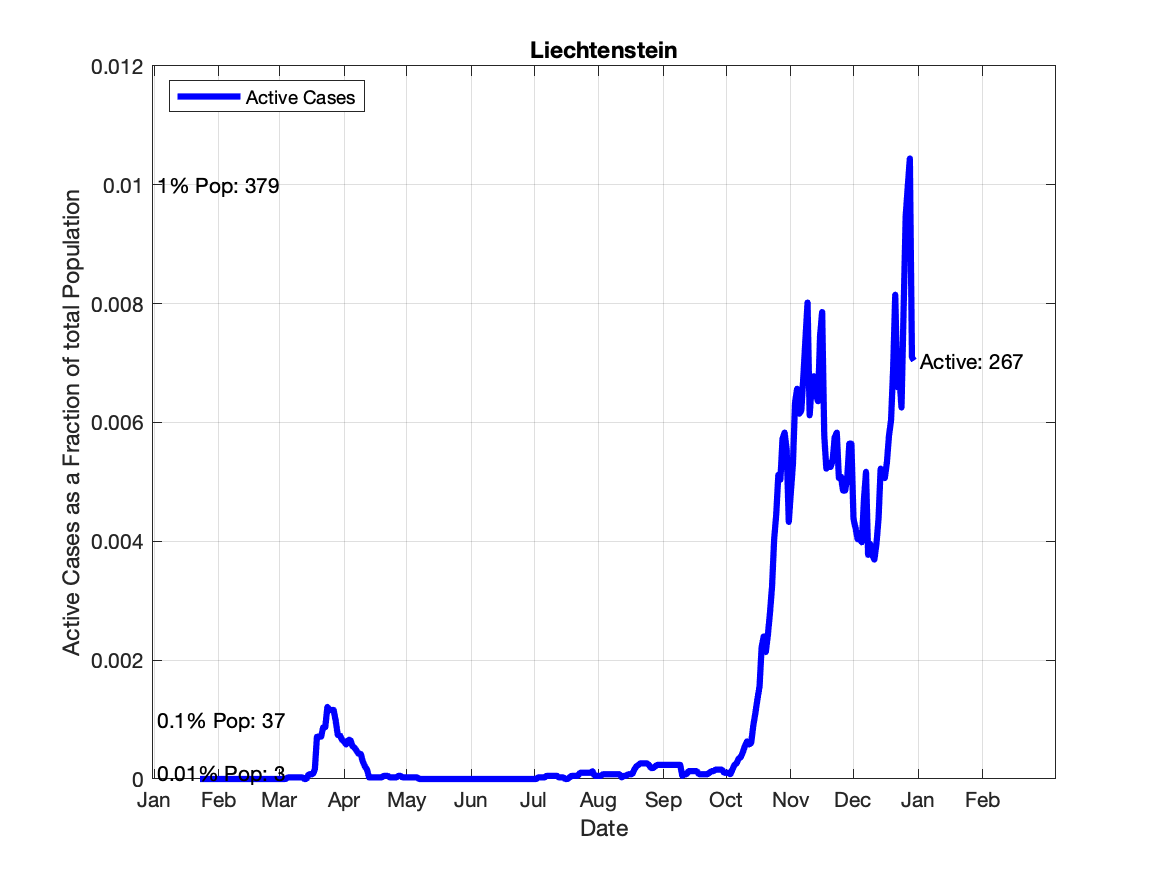 Liechtenstein
Active Cases
0.012
0.01
0.008
0.006
0.004
0.002
0
1% Pop: 379
0.1% Pop: 37
0.01% Pop: 3
Active: 267
Active Cases as a Fraction of total Population
Jan Feb Mar Apr May Jun Jul Aug Sep Oct Nov Dec Jan Feb
Date